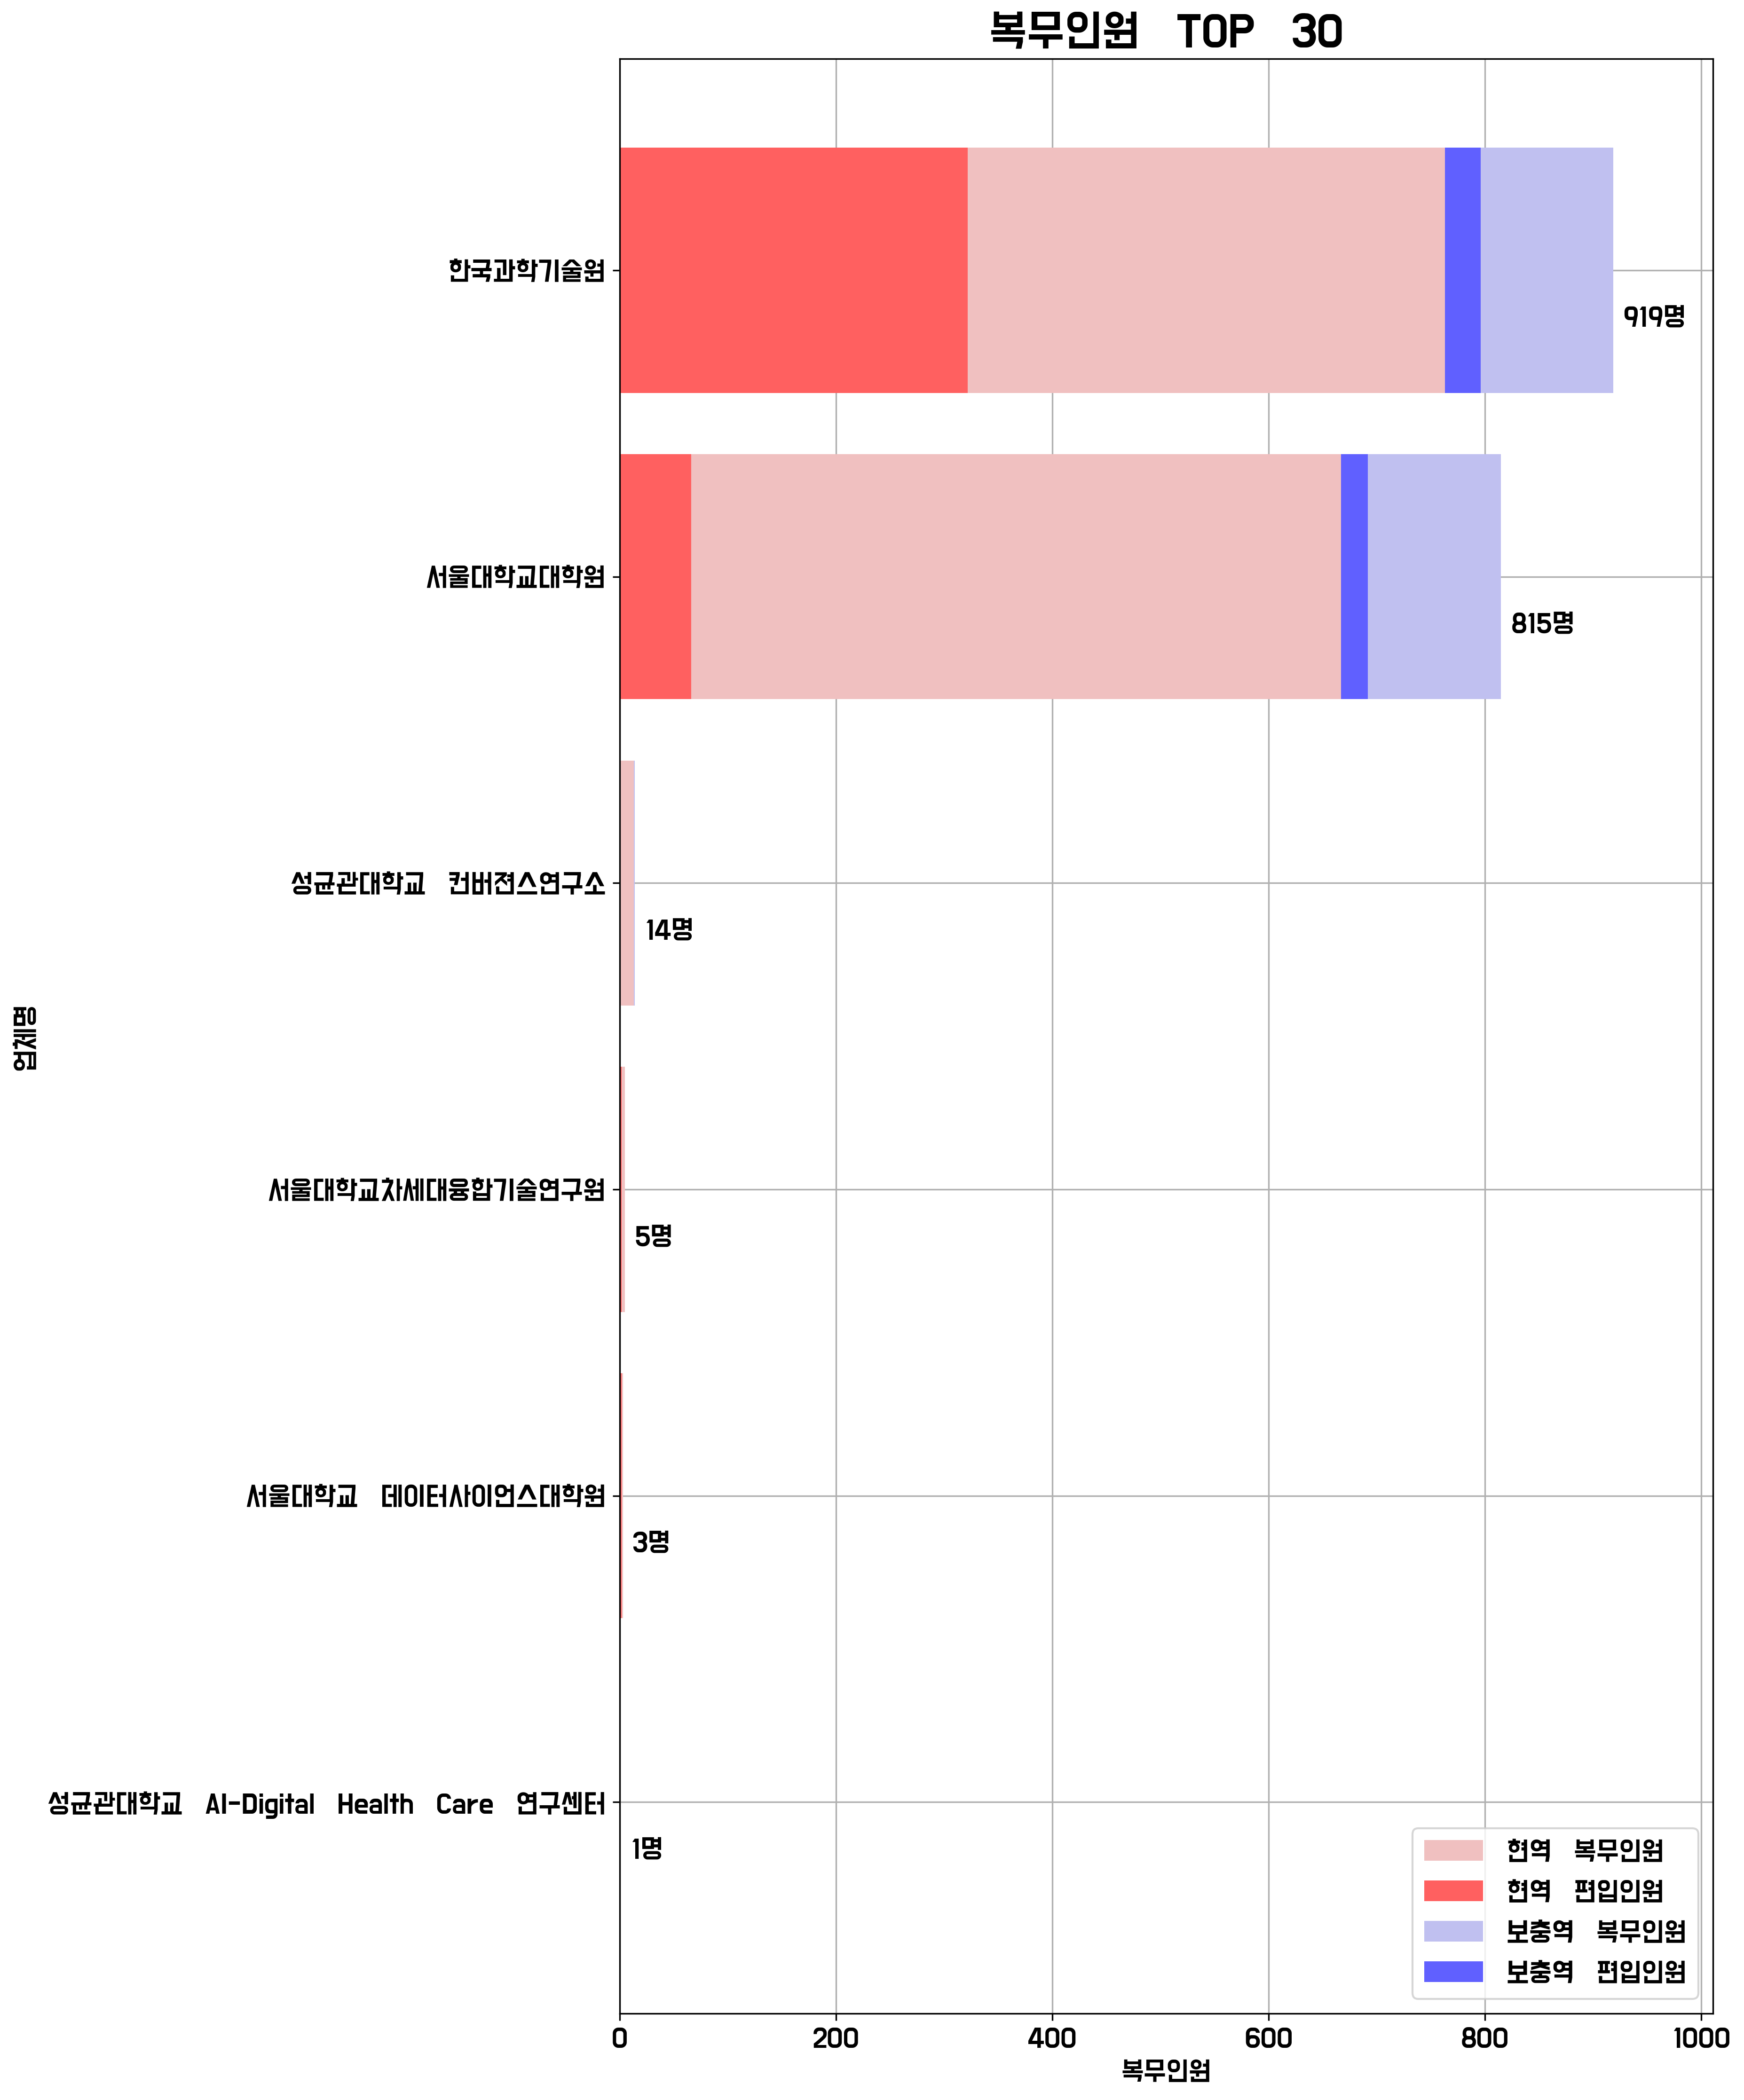 복무인원 TOP 30
한국과학기술원
919명
서울대학교대학원
815명
성균관대학교 컨버젼스연구소
14명
업체명
서울대학교차세대융합기술연구원
5명
서울대학교 데이터사이언스대학원
3명
성균관대학교 AI-Digital Health Care 연구센터
1명
현역 복무인원
현역 편입인원
보충역 복무인원
보충역 편입인원
0 200 400 600 800 1000
복무인원